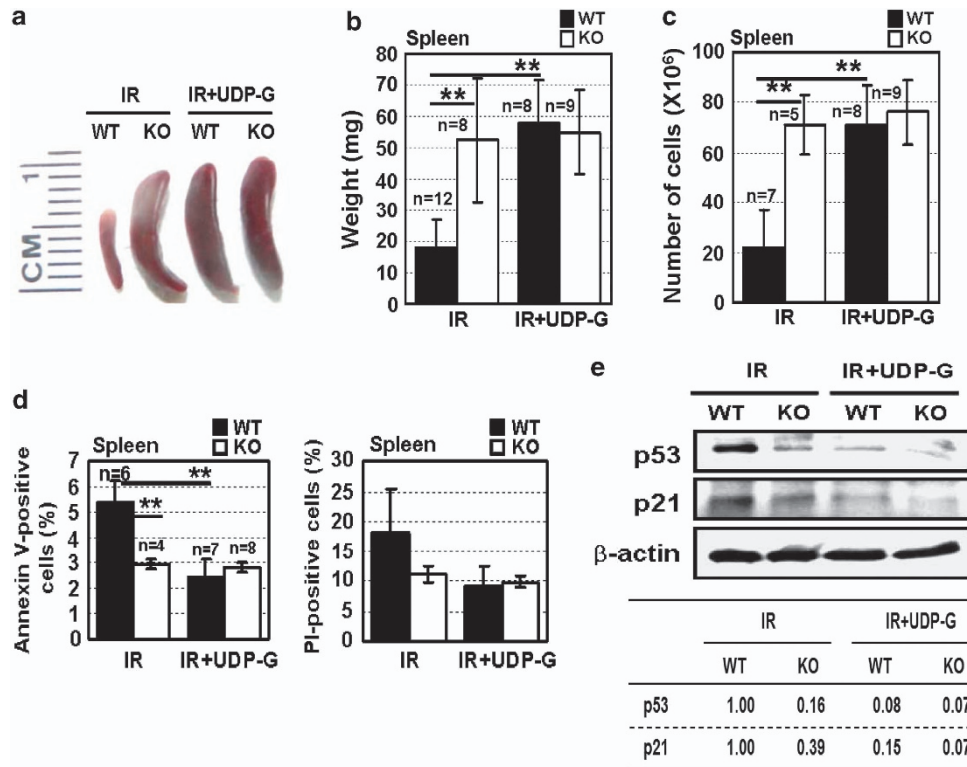 a
IR IR+UDP-G
WT KO WT KO
CM
1
b
WT
KO
Spleen
**
**
n=8 n=9
n=8
n=12
Weight (mg)
80
70
60
50
40
30
20
10
0
IR IR+UDP-G
c
WT
KO
Spleen
**
**
n=9
n=5 n=8
n=7
Number of cells (X10⁶)
100
80
60
40
20
0
IR IR+UDP-G
d
WT
KO
Spleen
n=6 **
**
n=4 n=7 n=8
Annexin V-positive
cells (%)
7
6
5
4
3
2
1
0
IR IR+UDP-G
WT
KO
Spleen
PI-positive cells (%)
30
25
20
15
10
5
0
IR IR+UDP-G
e
IR IR+UDP-G
WT KO WT KO
p53
p21
β-actin
IR IR+UDP-G
WT KO WT KO
p53 1.00 0.16 0.08 0.07
p21 1.00 0.39 0.15 0.07